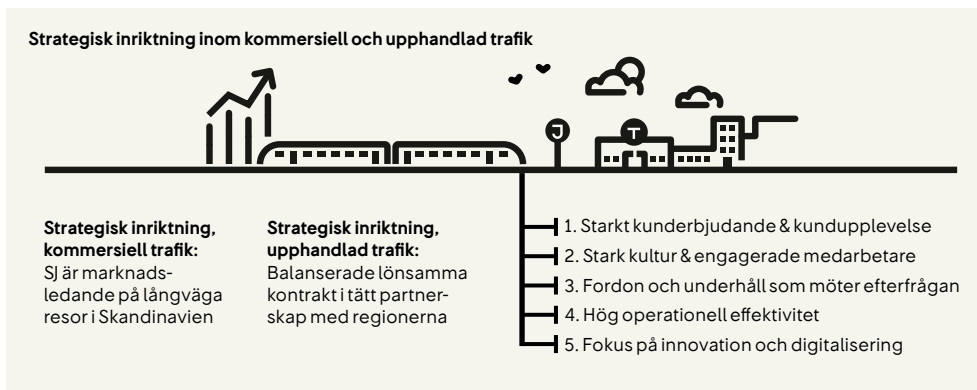 Strategisk inriktning inom kommersiell och upphandlad trafik
J
T
Strategisk inriktning,
kommersiell trafik:
SJ är marknads-
ledande på långväga
resor i Skandinavien
Strategisk inriktning,
upphandlad trafik:
Balanserade lönsamma
kontrakt i tätt partner-
skap med regionerna
1. Starkt kunderbjudande & kundupplevelse
2. Stark kultur & engagerade medarbetare
3. Fordon och underhåll som möter efterfrågan
4. Hög operationell effektivitet
5. Fokus på innovation och digitalisering